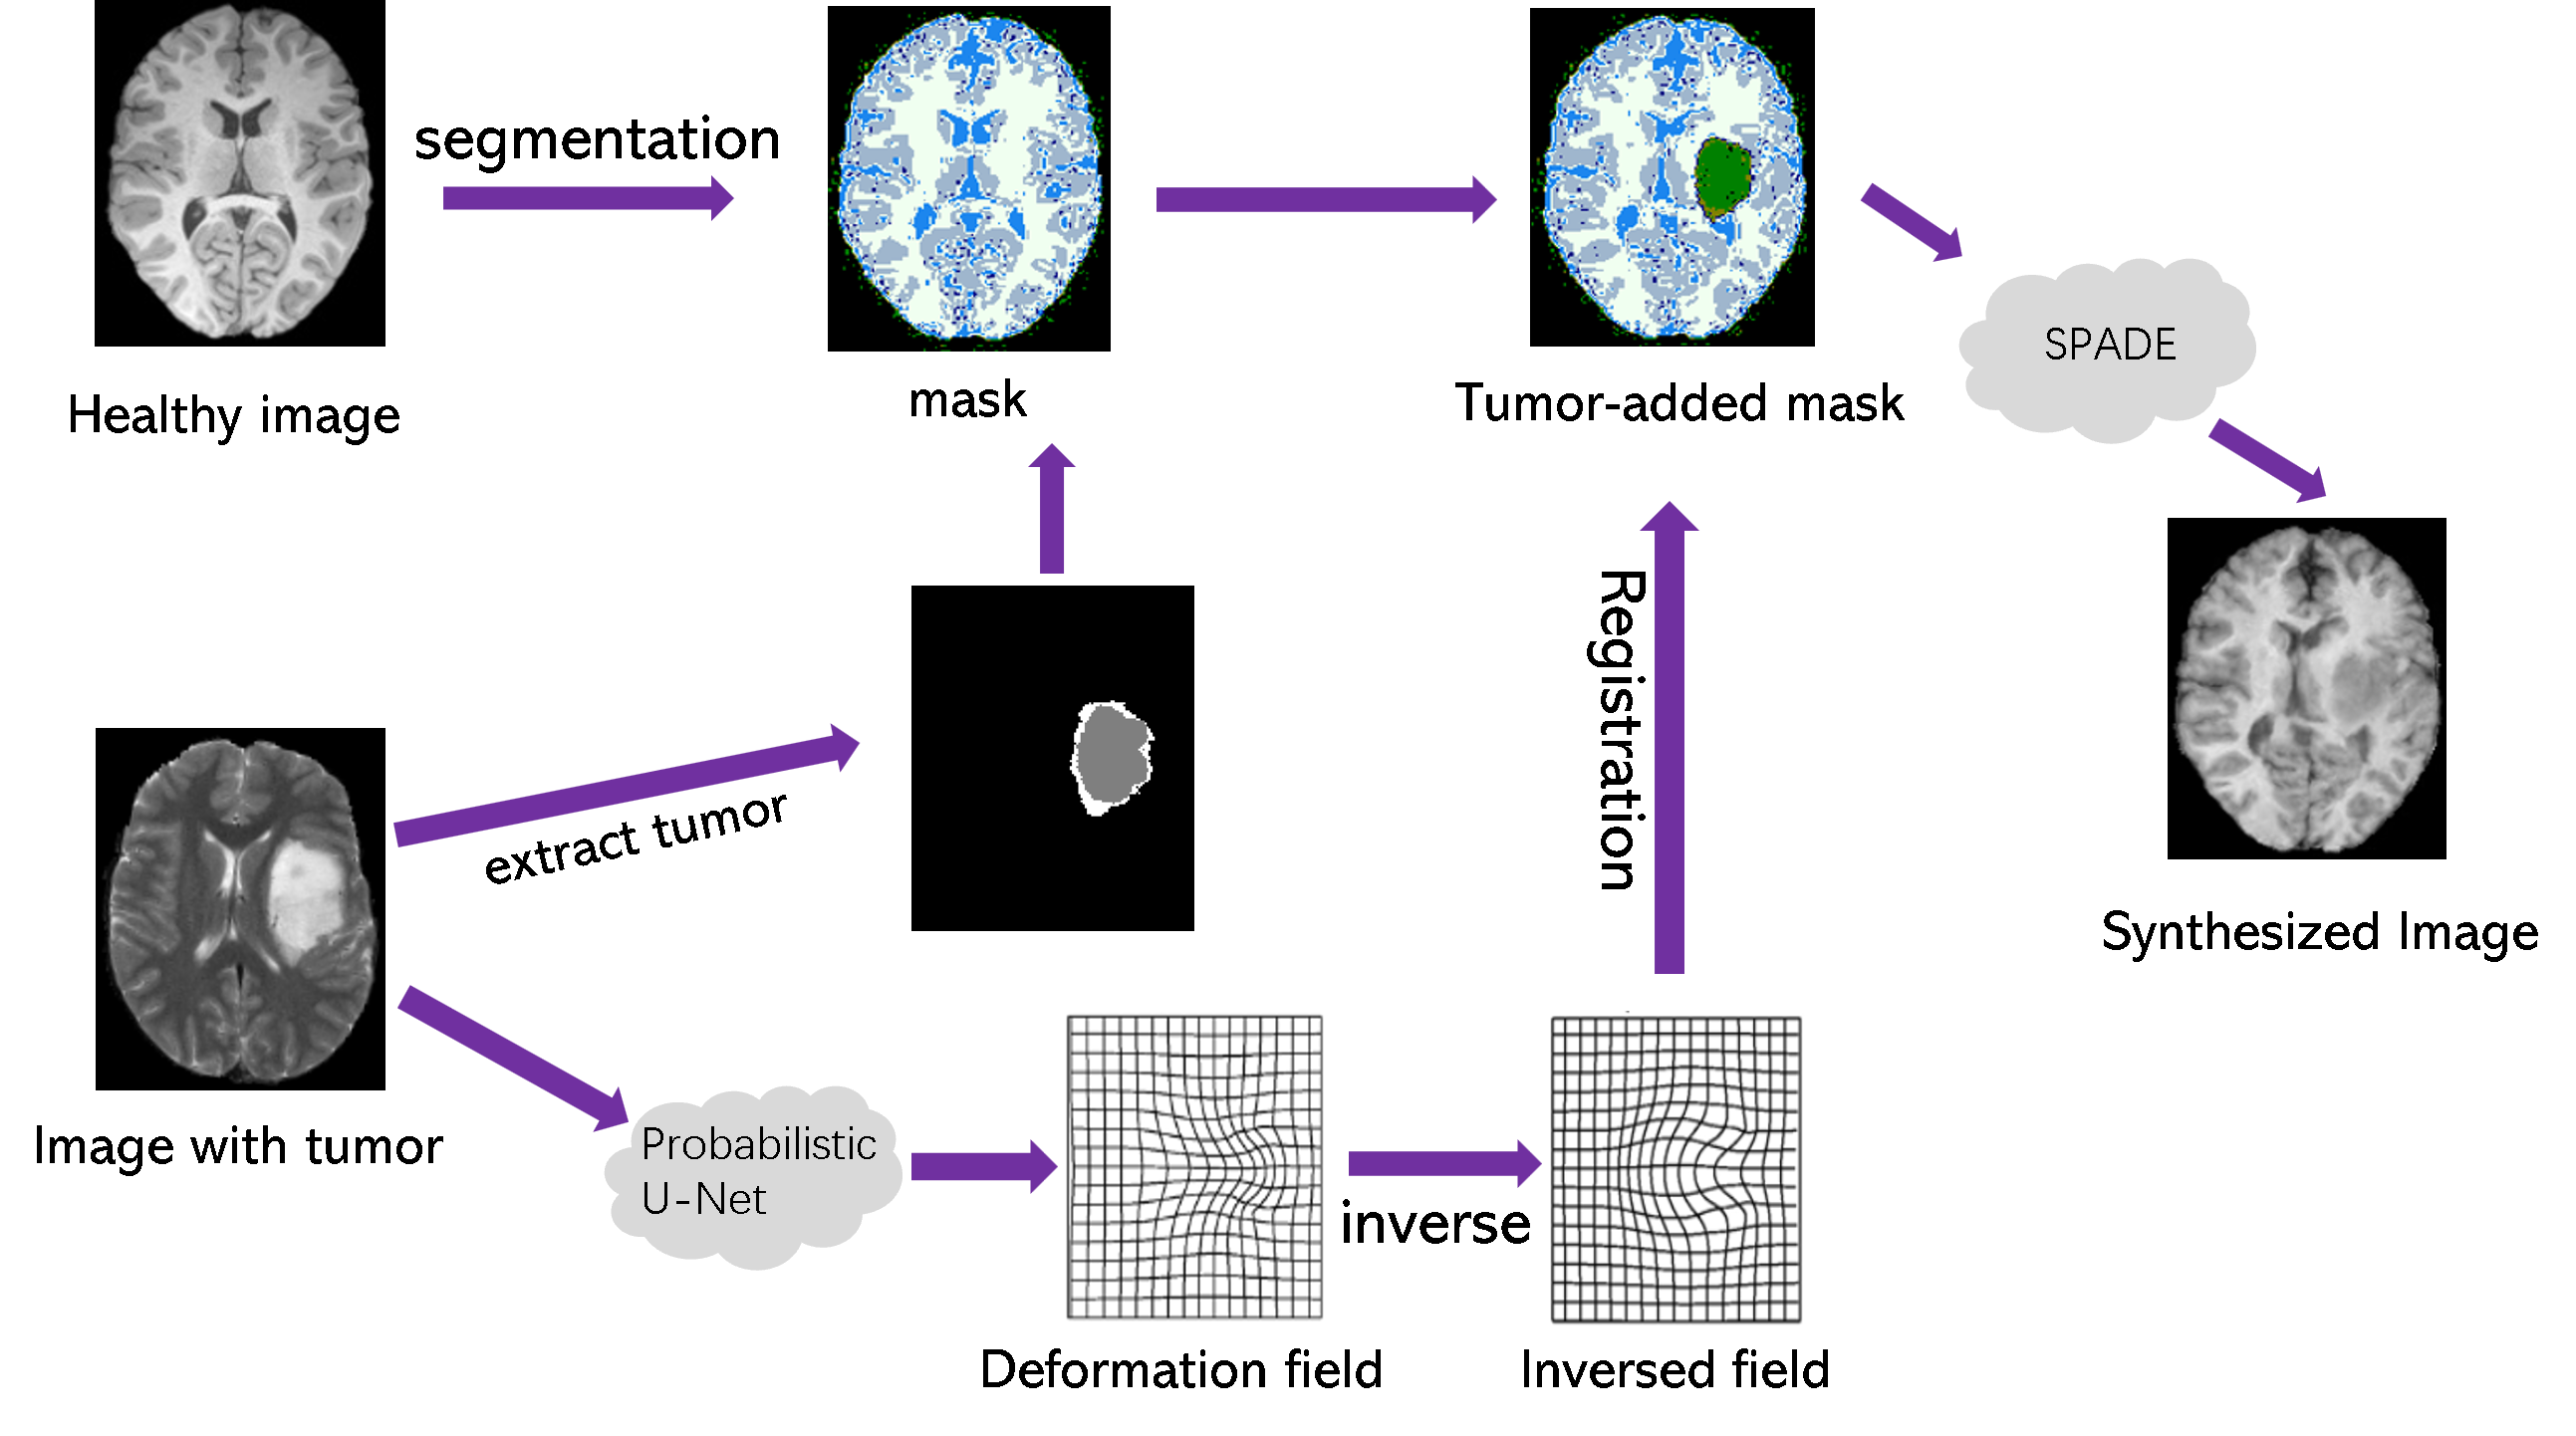 segmentation
Healthy image
mask
Tumor-added mask
SPADE
extract tumor
Registration
Synthesized Image
Image with tumor
Probabilistic
U-Net
inverse
Deformation field
Inversed field